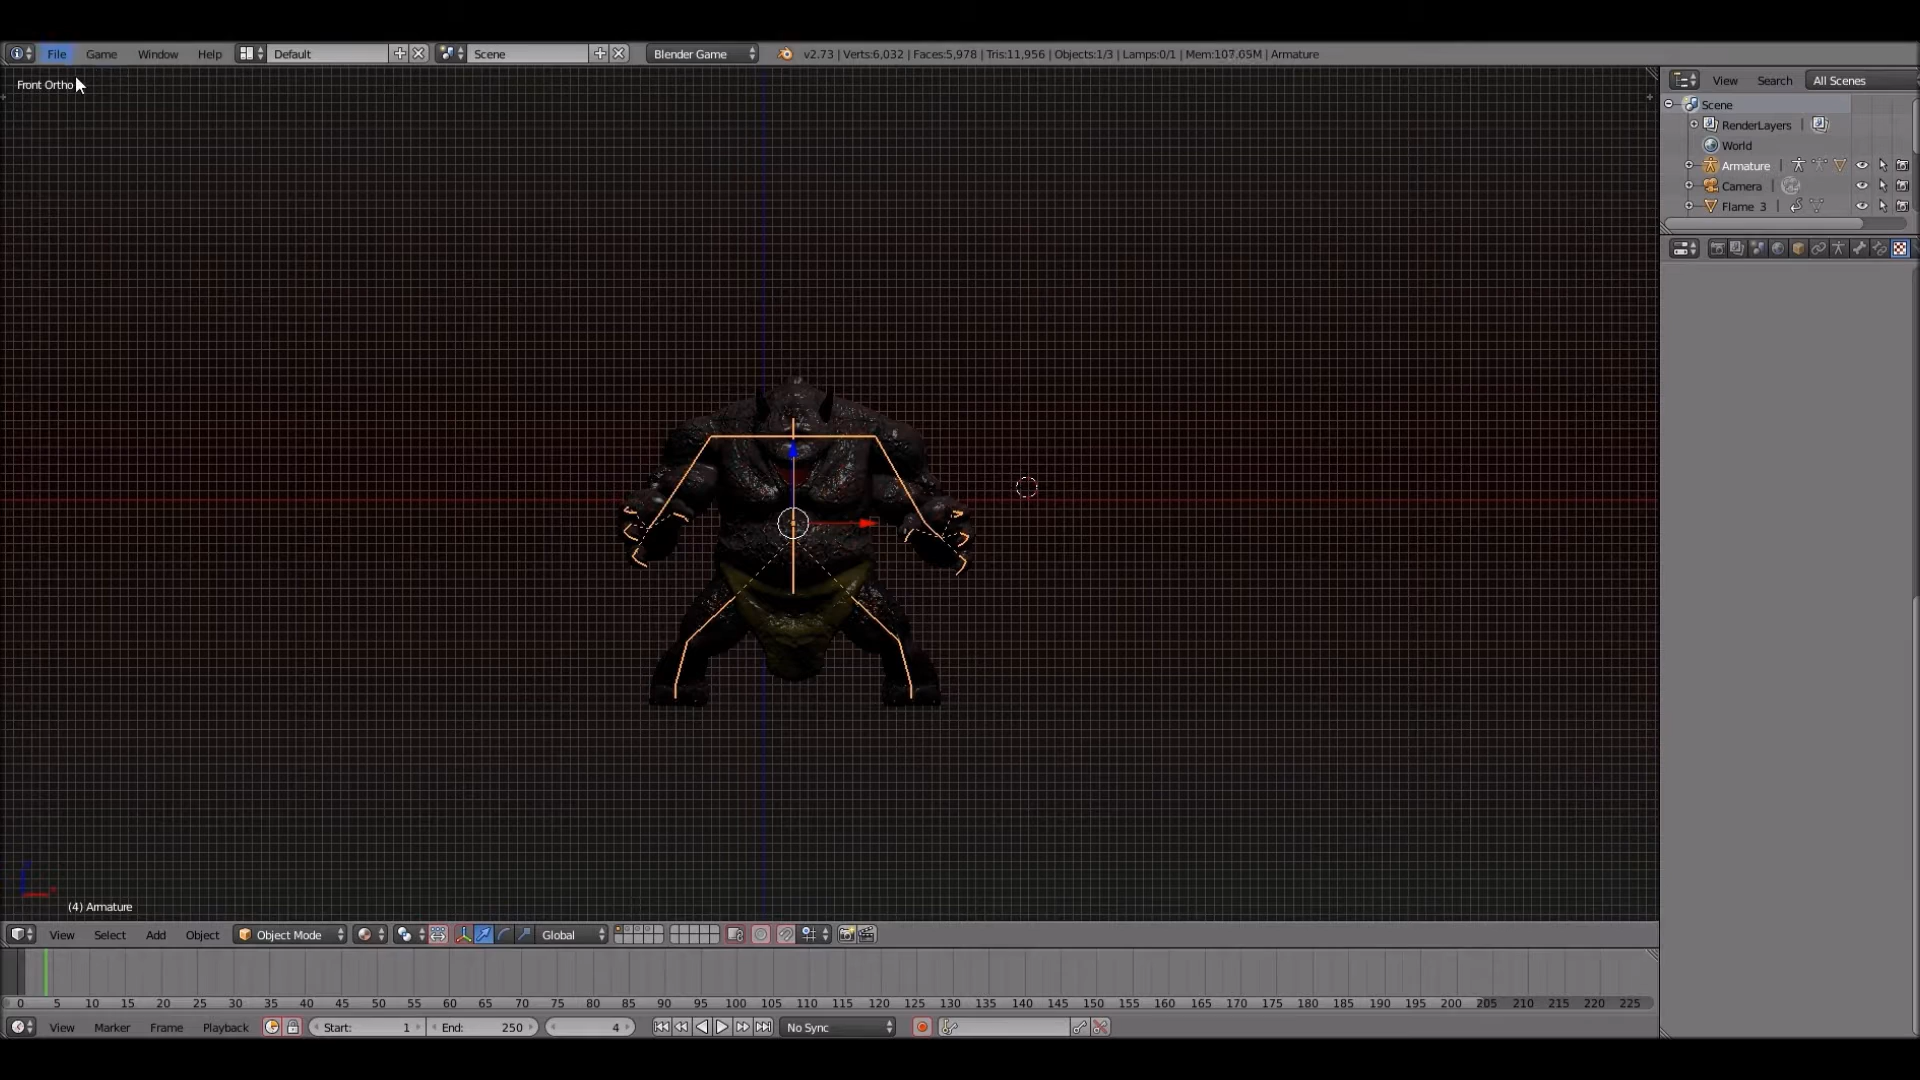 File Game Window Help Default Scene Blender Game v2.73 | Verts:6,032 | Faces:5,978 | Tris:11,956 | Objects:1/3 | Lamps:0/1 | Mem:107.65M | Armature
Front Ortho
View Search All Scenes
Scene
RenderLayers
World
Armature
Camera
Flame_3
(4) Armature
View Select Add Object Object Mode Global
0 5 10 15 20 25 30 35 40 45 50 55 60 65 70 75 80 85 90 95 100 105 110 115 120 125 130 135 140 145 150 155 160 165 170 175 180 185 190 195 200 205 210 215 220 225
View Marker Frame Playback Start: 1 End: 250 4 No Sync